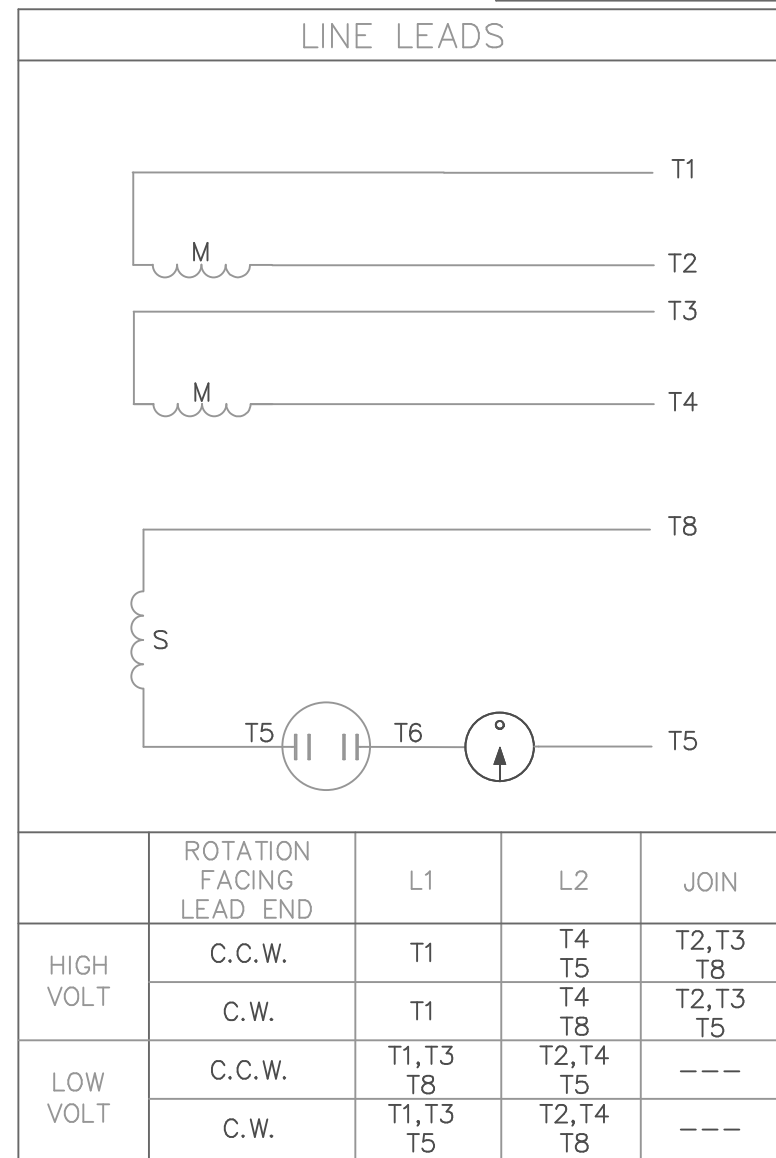 LINE LEADS
T1
M
T2
T3
M
T4
T8
S
T5 T6 T5
ROTATION
FACING
LEAD END
L1 L2 JOIN
HIGH
VOLT
C.C.W. T1 T4
T5 T2,T3
T8
C.W. T1 T4
T8 T2,T3
T5
LOW
VOLT
C.C.W. T1,T3
T8 T2,T4
T5 ---
C.W. T1,T3
T5 T2,T4
T8 ---